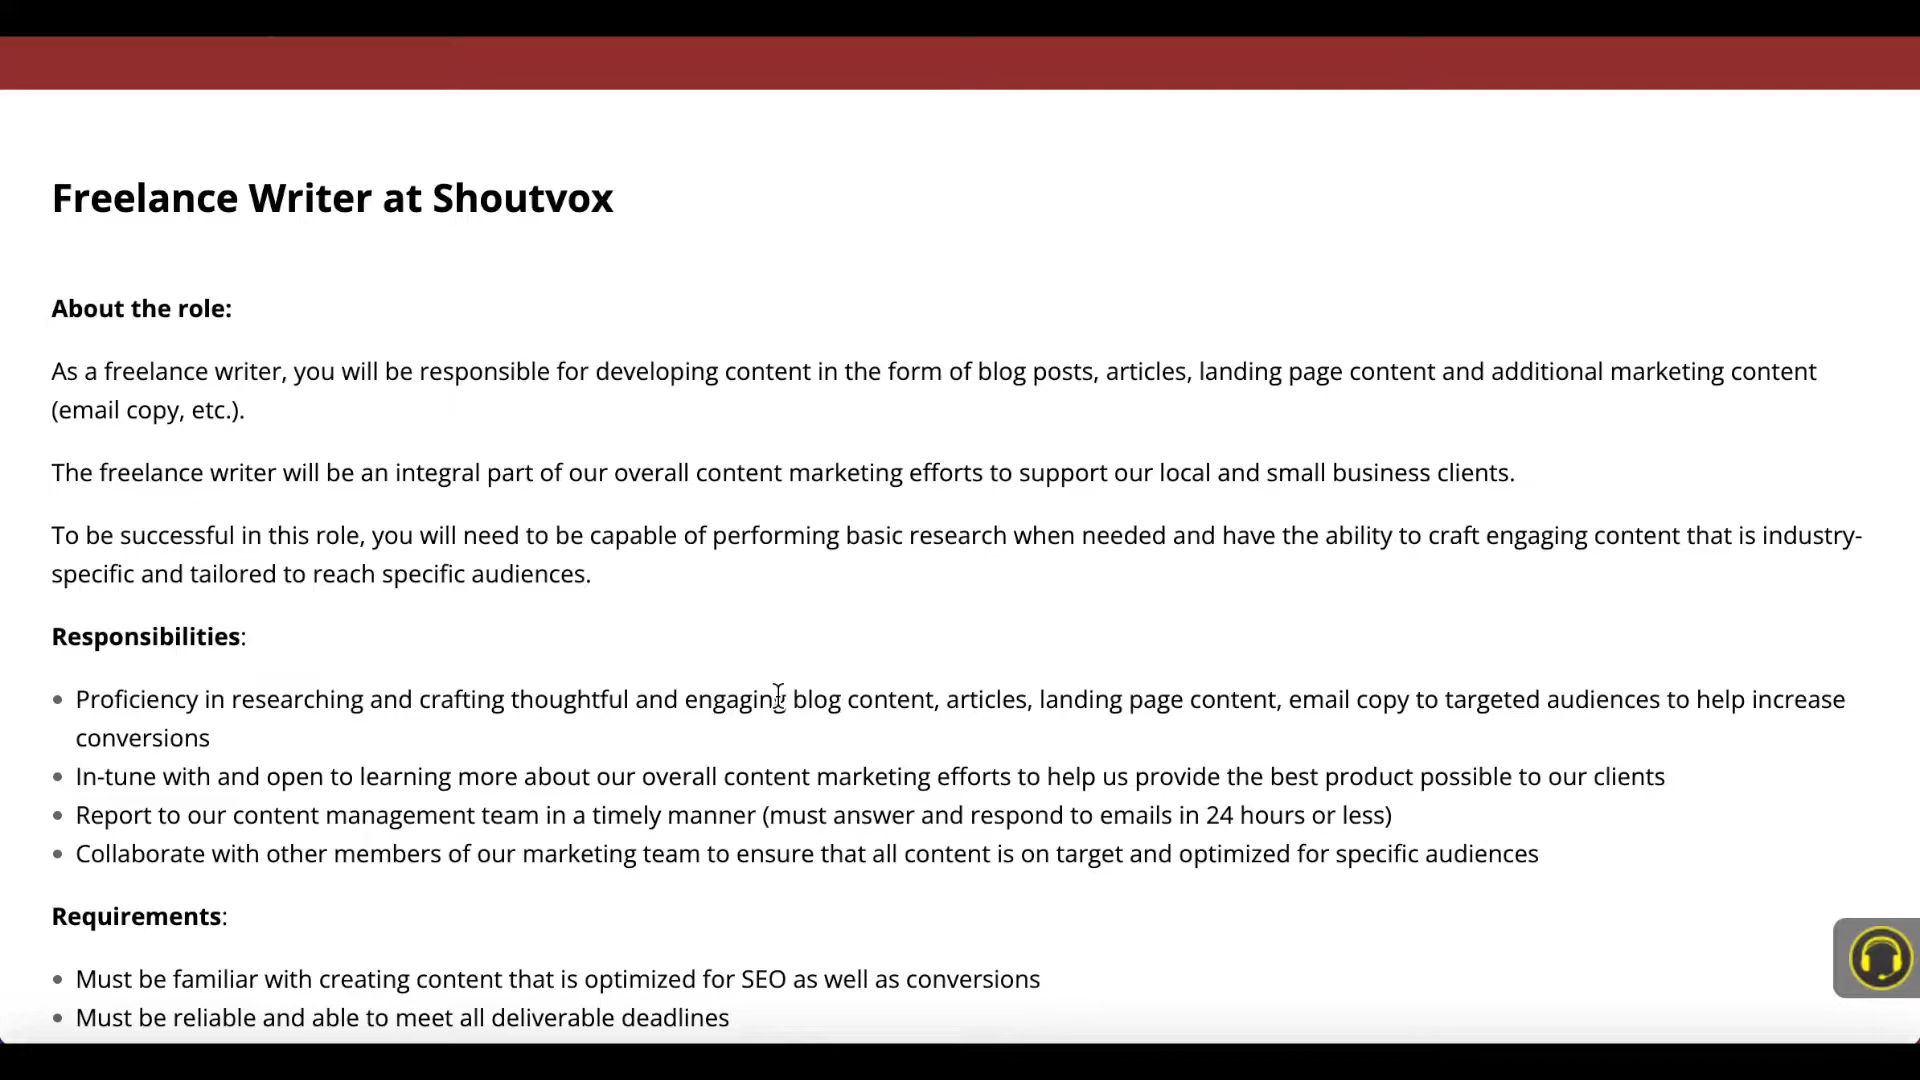 Freelance Writer at Shoutvox
About the role:
As a freelance writer, you will be responsible for developing content in the form of blog posts, articles, landing page content and additional marketing content
(email copy, etc.).
The freelance writer will be an integral part of our overall content marketing efforts to support our local and small business clients.
To be successful in this role, you will need to be capable of performing basic research when needed and have the ability to craft engaging content that is industry-
specific and tailored to reach specific audiences.
Responsibilities:
• Proficiency in researching and crafting thoughtful and engaging blog content, articles, landing page content, email copy to targeted audiences to help increase
conversions
• In-tune with and open to learning more about our overall content marketing efforts to help us provide the best product possible to our clients
• Report to our content management team in a timely manner (must answer and respond to emails in 24 hours or less)
• Collaborate with other members of our marketing team to ensure that all content is on target and optimized for specific audiences
Requirements:
• Must be familiar with creating content that is optimized for SEO as well as conversions
• Must be reliable and able to meet all deliverable deadlines